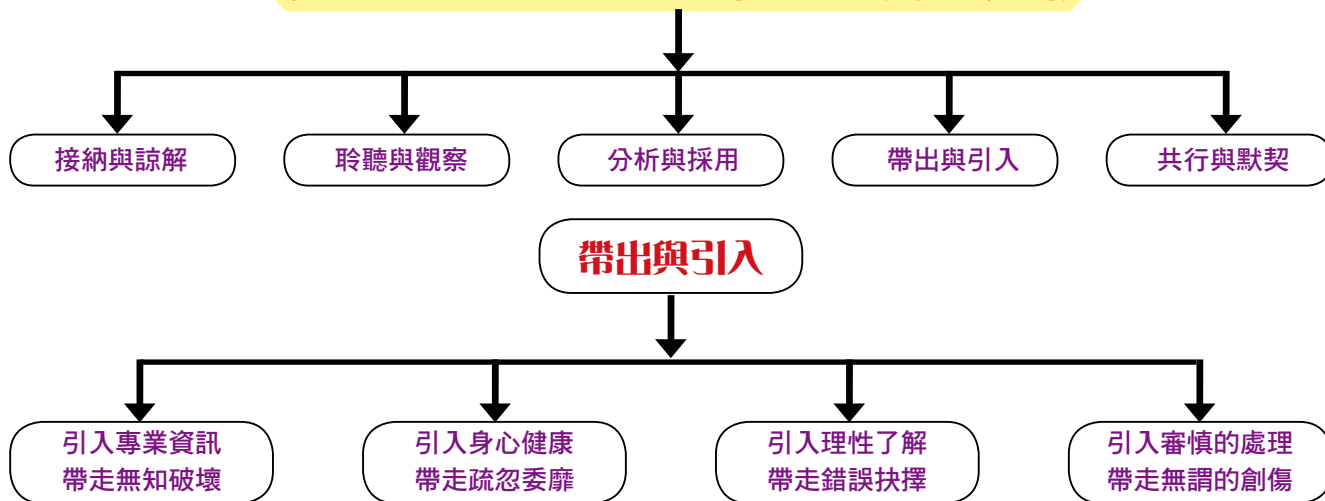 接納與諒解
聆聽與觀察
分析與採用
帶出與引入
共行與默契
帶出與引入
引入專業資訊
帶走無知破壞
引入身心健康
帶走疏忽委靡
引入理性了解
帶走錯誤抉擇
引入審慎的處理
帶走無謂的創傷